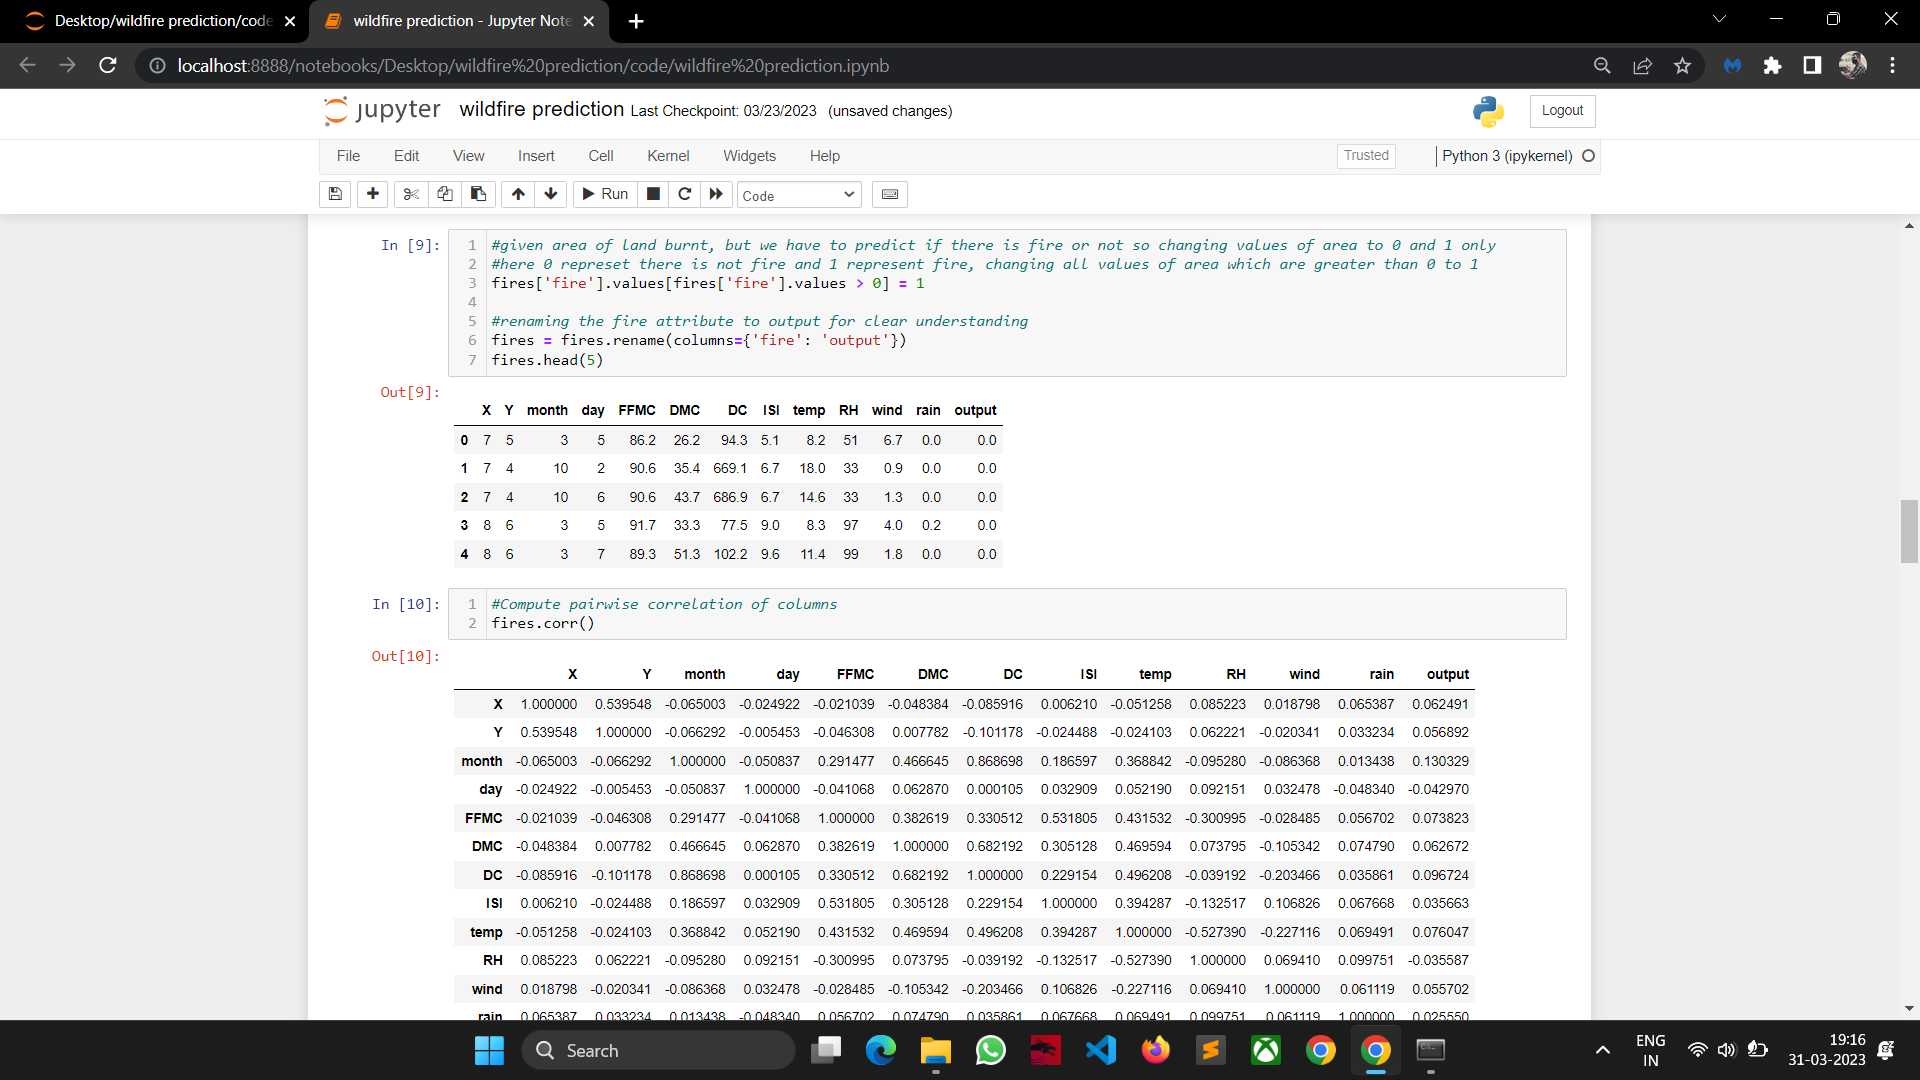 Desktop/wildfire prediction/code
wildfire prediction - Jupyter Note
localhost:8888/notebooks/Desktop/wildfire%20prediction/code/wildfire%20prediction.ipynb
jupyter wildfire prediction Last Checkpoint: 03/23/2023 (unsaved changes)
Logout
File Edit View Insert Cell Kernel Widgets Help
Trusted
Python 3 (ipykernel)
Run
Code
In [9]:
1 #given area of land burnt, but we have to predict if there is fire or not so changing values of area to 0 and 1 only
2 #here 0 represet there is not fire and 1 represent fire, changing all values of area which are greater than 0 to 1
3 fires['fire'].values[fires['fire'].values > 0] = 1
4
5 #renaming the fire attribute to output for clear understanding
6 fires = fires.rename(columns={'fire': 'output'})
7 fires.head(5)
Out[9]:
X Y month day FFMC DMC DC ISI temp RH wind rain output
0 7 5 3 5 86.2 26.2 94.3 5.1 8.2 51 6.7 0.0 0.0
1 7 4 10 2 90.6 35.4 669.1 6.7 18.0 33 0.9 0.0 0.0
2 7 4 10 6 90.6 43.7 686.9 6.7 14.6 33 1.3 0.0 0.0
3 8 6 3 5 91.7 33.3 77.5 9.0 8.3 97 4.0 0.2 0.0
4 8 6 3 7 89.3 51.3 102.2 9.6 11.4 99 1.8 0.0 0.0
In [10]:
1 #Compute pairwise correlation of columns
2 fires.corr()
Out[10]:
X Y month day FFMC DMC DC ISI temp RH wind rain output
X 1.000000 0.539548 -0.065003 -0.024922 -0.021039 -0.048384 -0.085916 0.006210 -0.051258 0.085223 0.018798 0.065387 0.062491
Y 0.539548 1.000000 -0.066292 -0.005453 -0.046308 0.007782 -0.101178 -0.024488 -0.024103 0.062221 -0.020341 0.033234 0.056892
month -0.065003 -0.066292 1.000000 -0.050837 0.291477 0.466645 0.868698 0.186597 0.368842 -0.095280 -0.086368 0.013438 0.130329
day -0.024922 -0.005453 -0.050837 1.000000 -0.041068 0.062870 0.000105 0.032909 0.052190 0.092151 0.032478 -0.048340 -0.042970
FFMC -0.021039 -0.046308 0.291477 -0.041068 1.000000 0.382619 0.330512 0.531805 0.431532 -0.300995 -0.028485 0.056702 0.073823
DMC -0.048384 0.007782 0.466645 0.062870 0.382619 1.000000 0.682192 0.305128 0.469594 0.073795 -0.105342 0.074790 0.062672
DC -0.085916 -0.101178 0.868698 0.000105 0.330512 0.682192 1.000000 0.229154 0.496208 -0.039192 -0.203466 0.035861 0.096724
ISI 0.006210 -0.024488 0.186597 0.032909 0.531805 0.305128 0.229154 1.000000 0.394287 -0.132517 0.106826 0.067668 0.035663
temp -0.051258 -0.024103 0.368842 0.052190 0.431532 0.469594 0.496208 0.394287 1.000000 -0.527390 -0.227116 0.069491 0.076047
RH 0.085223 0.062221 -0.095280 0.092151 -0.300995 0.073795 -0.039192 -0.132517 -0.527390 1.000000 0.069410 0.099751 -0.035587
wind 0.018798 -0.020341 -0.086368 0.032478 -0.028485 -0.105342 -0.203466 0.106826 -0.227116 0.069410 1.000000 0.061119 0.055702
rain 0.065387 0.033234 0.013438 -0.048340 0.056702 0.074790 0.035861 0.067668 0.069491 0.099751 0.061119 1.000000 0.025550
Search
ENG
IN
19:16
31-03-2023